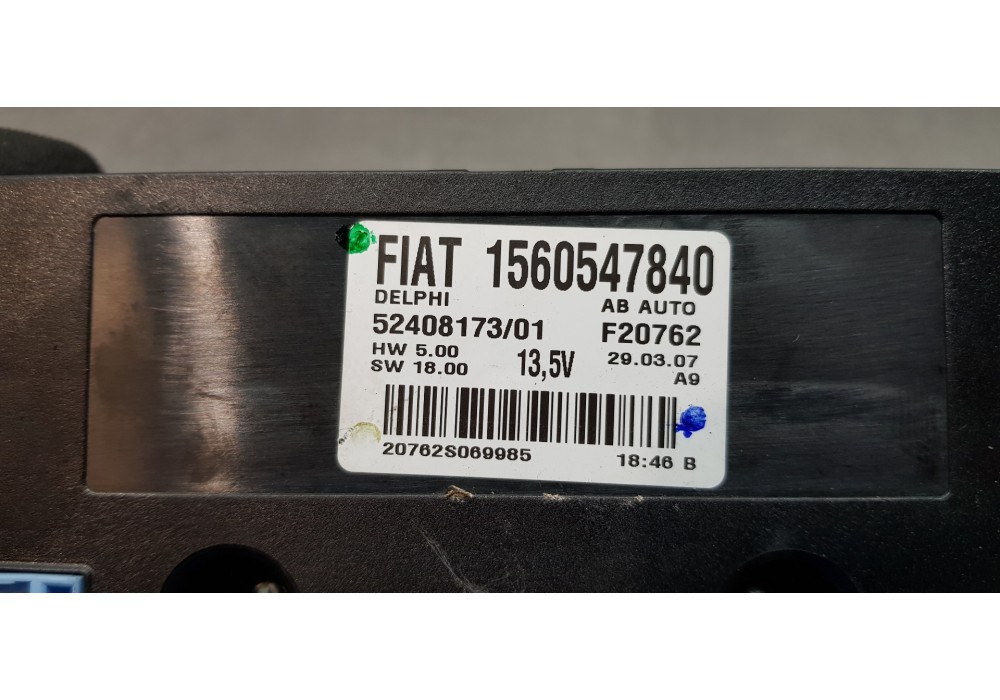 FIAT 1560547840
DELPHI AB AUTO
52408173/01 F20762
HW 5.00 13,5V 29.03.07
SW 18.00 A9
20762S069985 18:46 B